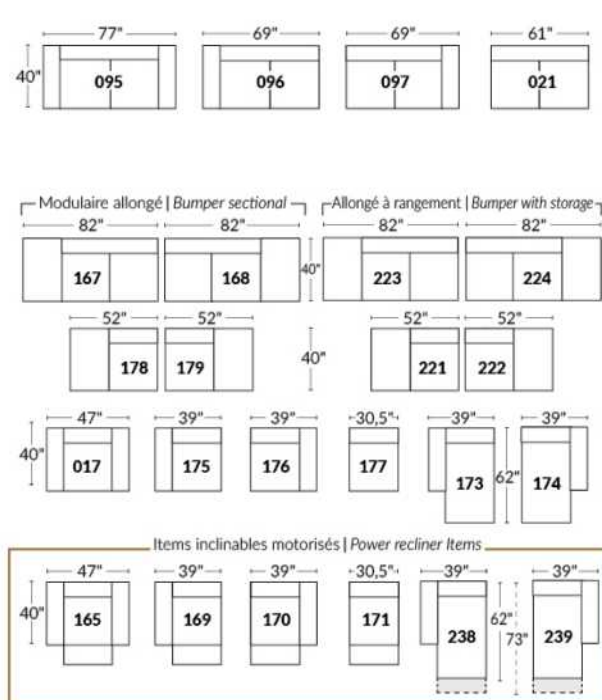 77" 69" 69" 61"
40" 095 096 097 021
Modulaire allongé | Bumper sectional Allongé à rangement | Bumper with storage
82" 82" 82" 82"
167 168 40" 223 224
52" 52" 52" 52"
178 179 40" 221 222
47" 39" 39" 30,5" 39" 39"
40" 017 175 176 177 173 62" 174
Items inclinables motorisés | Power recliner Items
47" 39" 39" 30,5" 39" 39"
40" 165 169 170 171 238 62" 73" 239